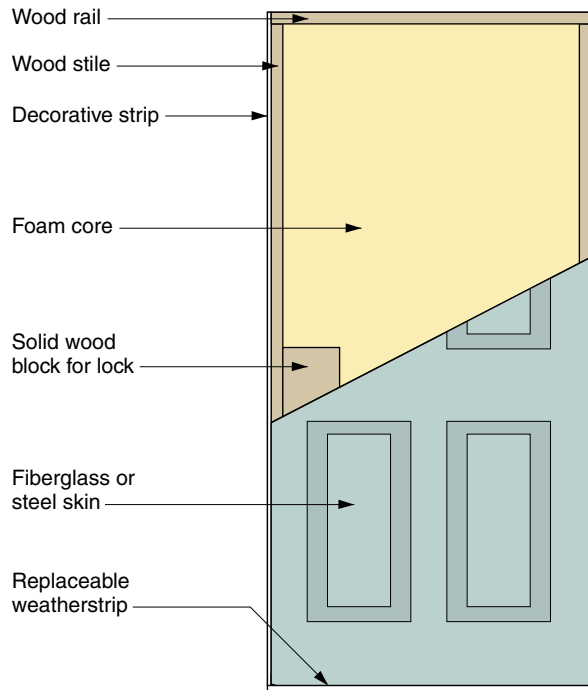 Wood rail
Wood stile
Decorative strip
Foam core
Solid wood
block for lock
Fiberglass or
steel skin
Replaceable
weatherstrip